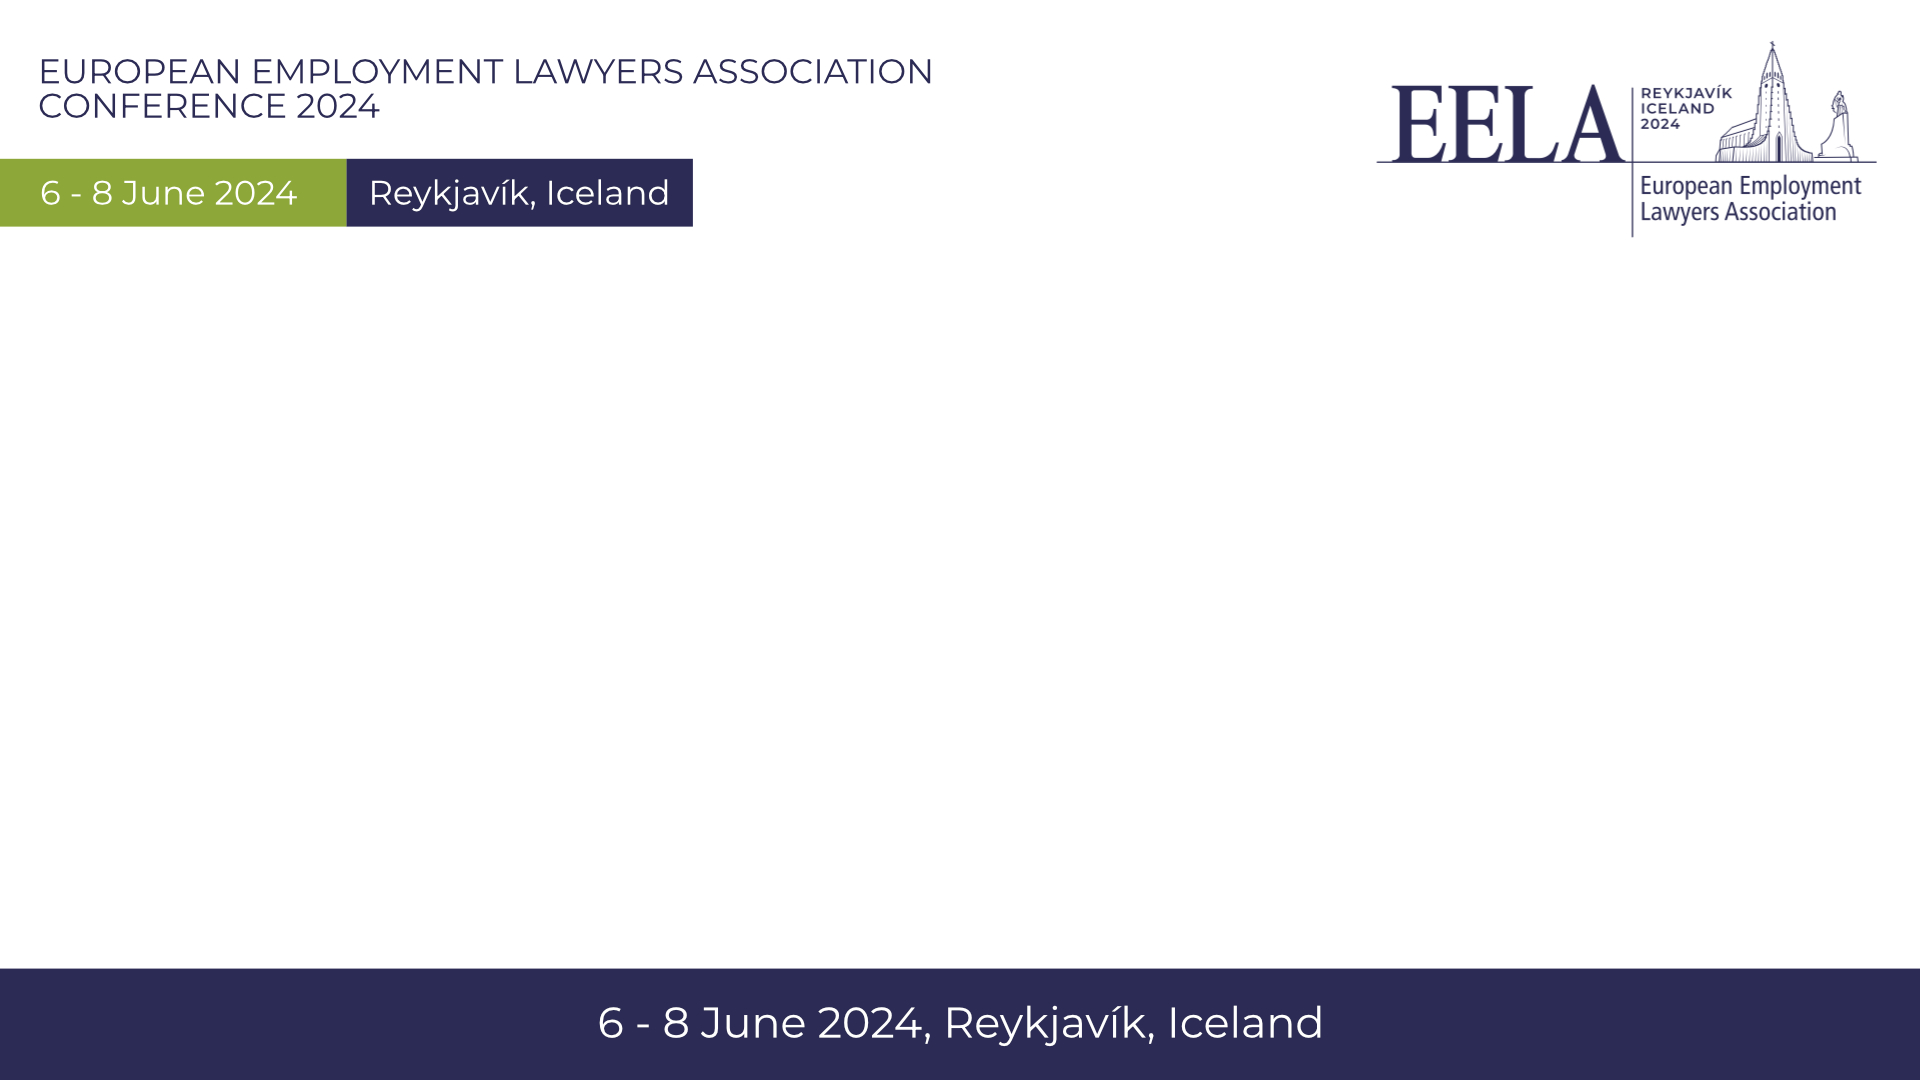 EUROPEAN EMPLOYMENT LAWYERS ASSOCIATION
CONFERENCE 2024
6 - 8 June 2024
Reykjavík, Iceland
EELA
REYKJAVÍK
ICELAND
2024
European Employment
Lawyers Association
6 - 8 June 2024, Reykjavík, Iceland